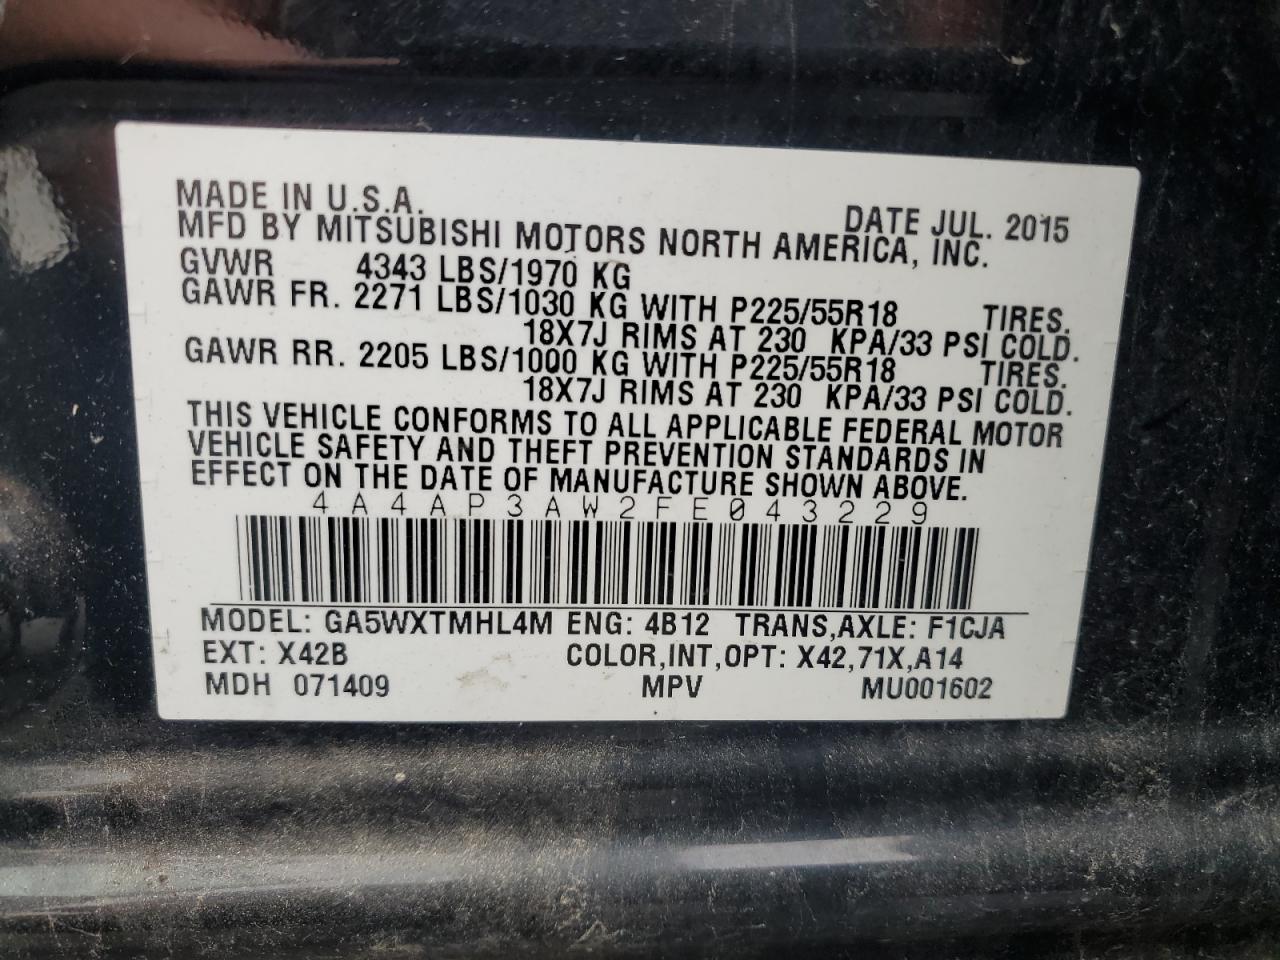 MADE IN U.S.A. DATE JUL. 2015
MFD BY MITSUBISHI MOTORS NORTH AMERICA, INC.
GVWR 4343 LBS/1970 KG
GAWR FR. 2271 LBS/1030 KG WITH P225/55R18 TIRES.
18X7J RIMS AT 230 KPA/33 PSI COLD.
GAWR RR. 2205 LBS/1000 KG WITH P225/55R18 TIRES.
18X7J RIMS AT 230 KPA/33 PSI COLD.
THIS VEHICLE CONFORMS TO ALL APPLICABLE FEDERAL MOTOR
VEHICLE SAFETY AND THEFT PREVENTION STANDARDS IN
EFFECT ON THE DATE OF MANUFACTURE SHOWN ABOVE.
4A4AP3AW2FE043229
MODEL: GA5WXTMHL4M ENG: 4B12 TRANS,AXLE: F1CJA
EXT: X42B COLOR,INT,OPT: X42,71X,A14
MDH 071409 MPV MU001602